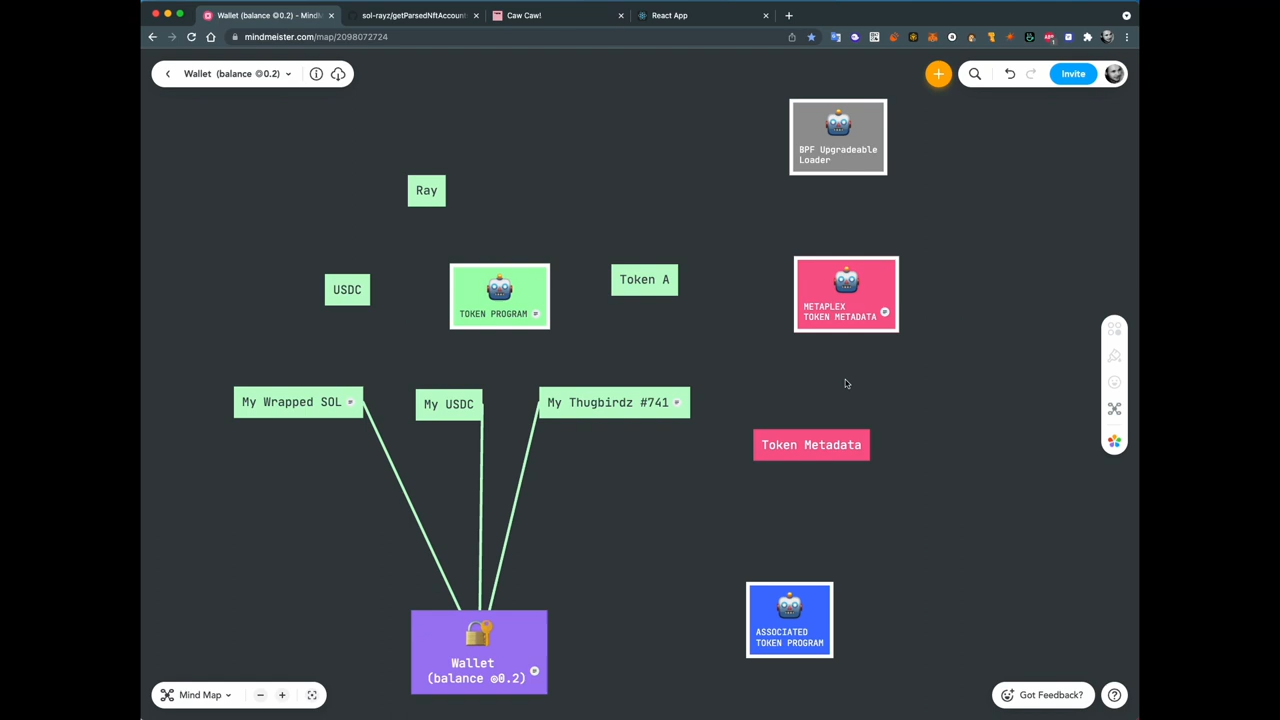 Wallet (balance ◎0.2) - MindM
sol-rayz/getParsedNftAccount
Caw Caw!
React App
mindmeister.com/map/2098072724
Wallet (balance ◎0.2)
Invite
BPF Upgradeable
Loader
Ray
USDC
TOKEN PROGRAM
Token A
METAPLEX
TOKEN METADATA
My Wrapped SOL
My USDC
My Thugbirdz #741
Token Metadata
ASSOCIATED
TOKEN PROGRAM
Wallet
(balance ◎0.2)
Mind Map
Got Feedback?